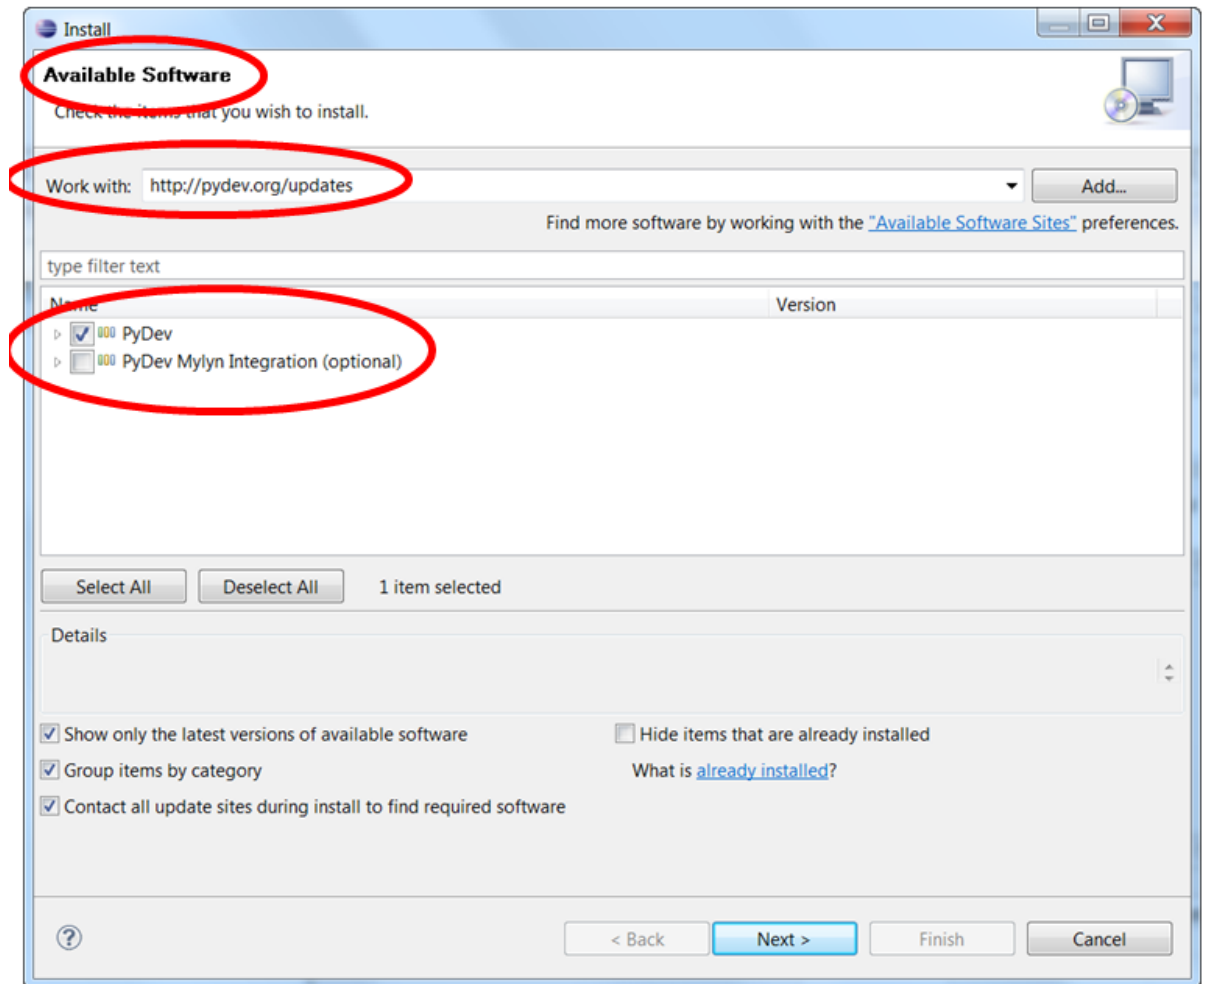 Install
Available Software
Check the items that you wish to install.
Work with: http://pydev.org/updates Add...
Find more software by working with the "Available Software Sites" preferences.
type filter text
Name Version
PyDev
PyDev Mylyn Integration (optional)
Select All Deselect All 1 item selected
Details
Show only the latest versions of available software Hide items that are already installed
Group items by category What is already installed?
Contact all update sites during install to find required software
? < Back Next > Finish Cancel